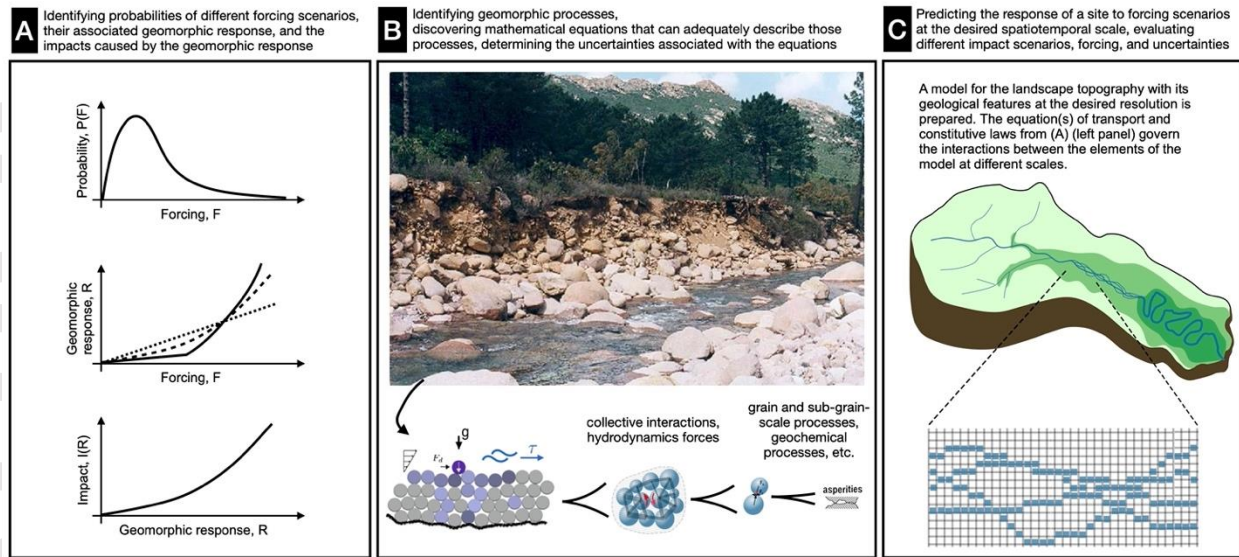 A
Identifying probabilities of different forcing scenarios,
their associated geomorphic response, and the
impacts caused by the geomorphic response
Probability, P(F)
Forcing, F
Geomorphic
response, R
Forcing, F
Impact, I(R)
Geomorphic response, R
B
Identifying geomorphic processes,
discovering mathematical equations that can adequately describe those
processes, determining the uncertainties associated with the equations
g
F_d
τ
collective interactions,
hydrodynamics forces
grain and sub-grain-
scale processes,
geochemical
processes, etc.
asperities
C
Predicting the response of a site to forcing scenarios
at the desired spatiotemporal scale, evaluating
different impact scenarios, forcing, and uncertainties
A model for the landscape topography with its
geological features at the desired resolution is
prepared. The equation(s) of transport and
constitutive laws from (A) (left panel) govern
the interactions between the elements of the
model at different scales.